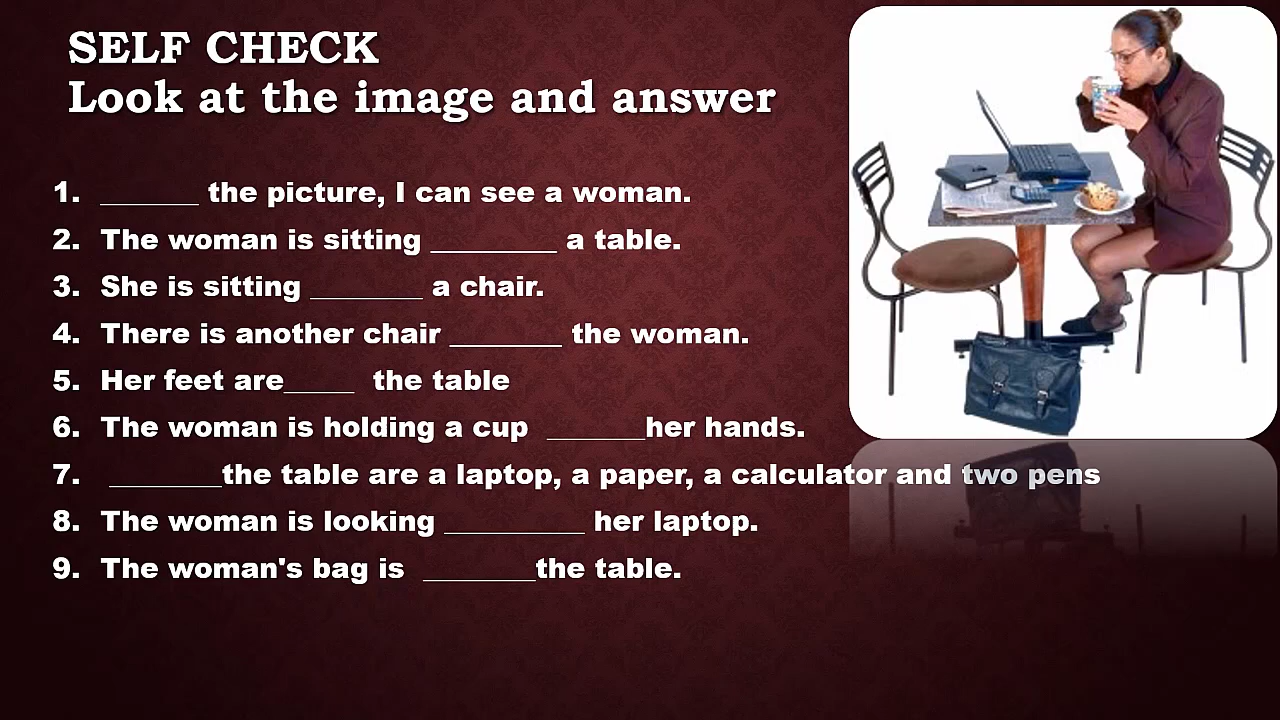 SELF CHECK
Look at the image and answer
1. _______ the picture, I can see a woman.
2. The woman is sitting _________ a table.
3. She is sitting ________ a chair.
4. There is another chair ________ the woman.
5. Her feet are_____ the table
6. The woman is holding a cup _______her hands.
7. ________the table are a laptop, a paper, a calculator and two pens
8. The woman is looking __________ her laptop.
9. The woman's bag is ________the table.